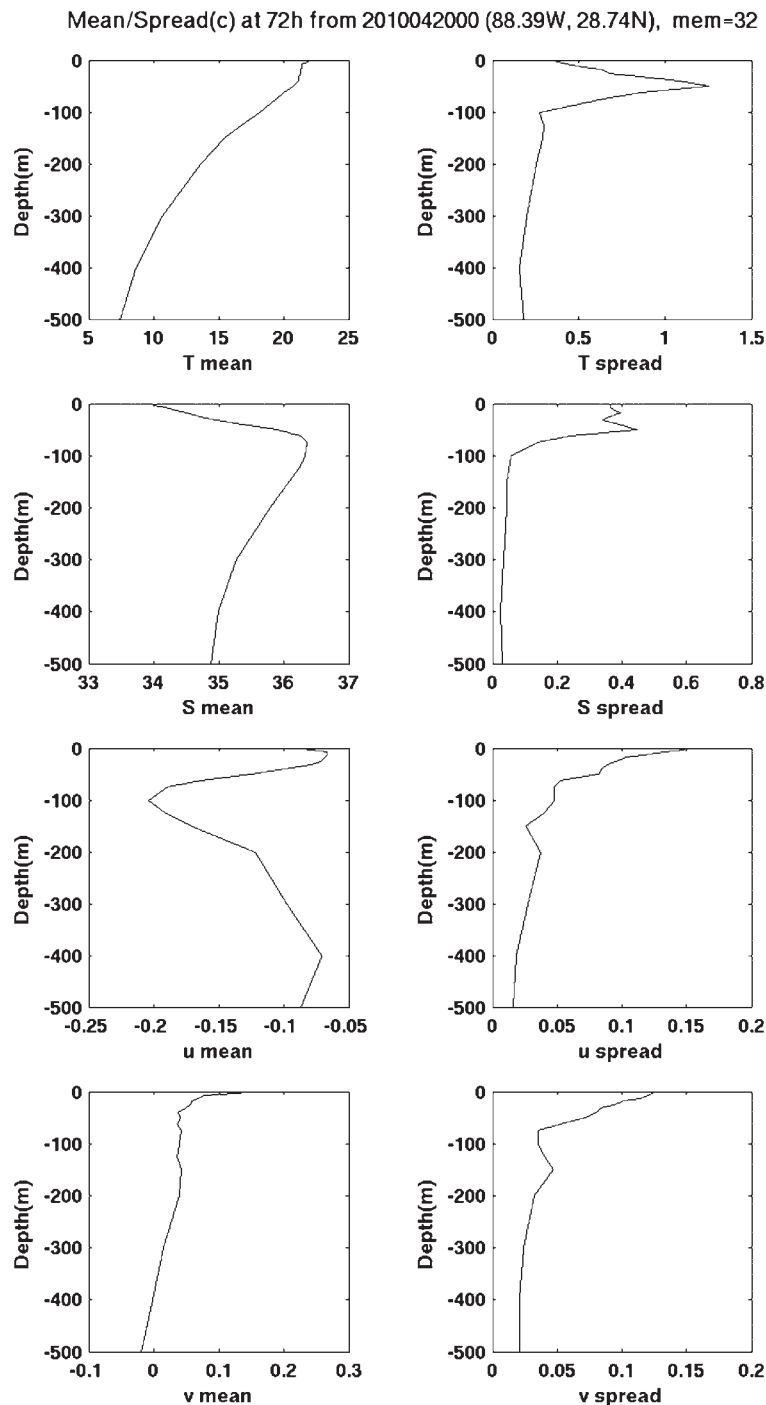 Mean/Spread(c) at 72h from 2010042000 (88.39W, 28.74N), mem=32
0
-100
-200
-300
-400
-500
Depth(m)
5 10 15 20 25
T mean
0
-100
-200
-300
-400
-500
Depth(m)
0 0.5 1 1.5
T spread
0
-100
-200
-300
-400
-500
Depth(m)
33 34 35 36 37
S mean
0
-100
-200
-300
-400
-500
Depth(m)
0 0.2 0.4 0.6 0.8
S spread
0
-100
-200
-300
-400
-500
Depth(m)
-0.25 -0.2 -0.15 -0.1 -0.05
u mean
0
-100
-200
-300
-400
-500
Depth(m)
0 0.05 0.1 0.15 0.2
u spread
0
-100
-200
-300
-400
-500
Depth(m)
-0.1 0 0.1 0.2 0.3
v mean
0
-100
-200
-300
-400
-500
Depth(m)
0 0.05 0.1 0.15 0.2
v spread